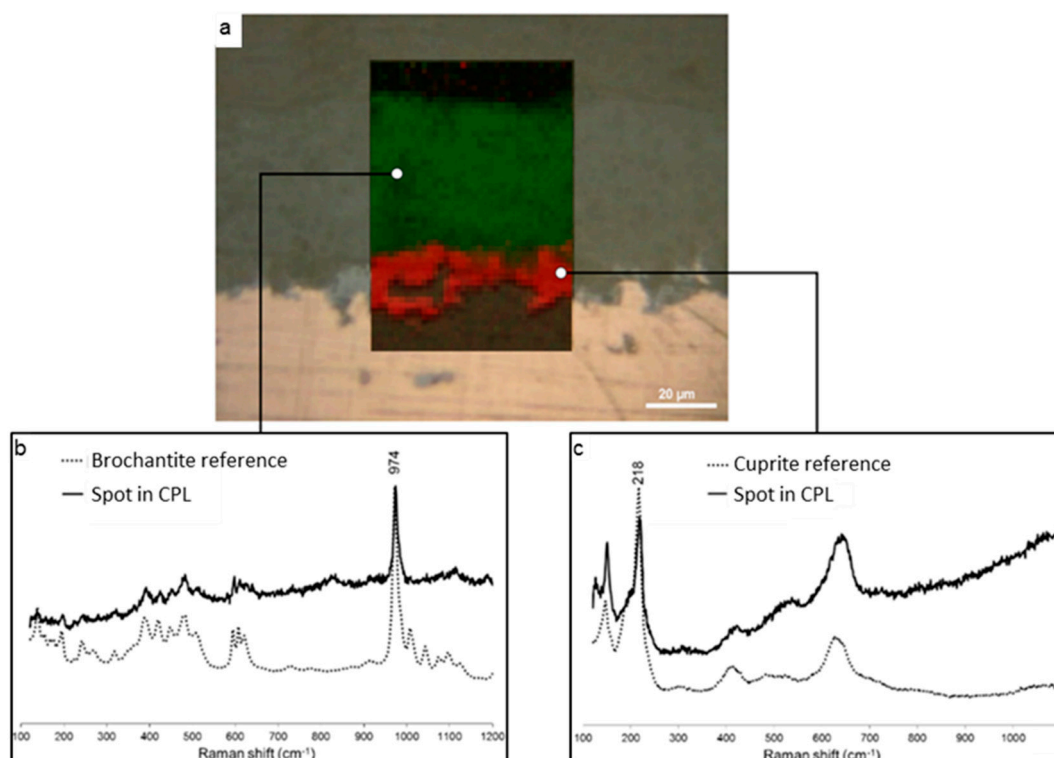 a
20 µm
b
Brochantite reference
Spot in CPL
974
100 200 300 400 500 600 700 800 900 1000 1100 1200
Raman shift (cm⁻¹)
c
Cuprite reference
Spot in CPL
218
100 200 300 400 500 600 700 800 900 1000
Raman shift (cm⁻¹)